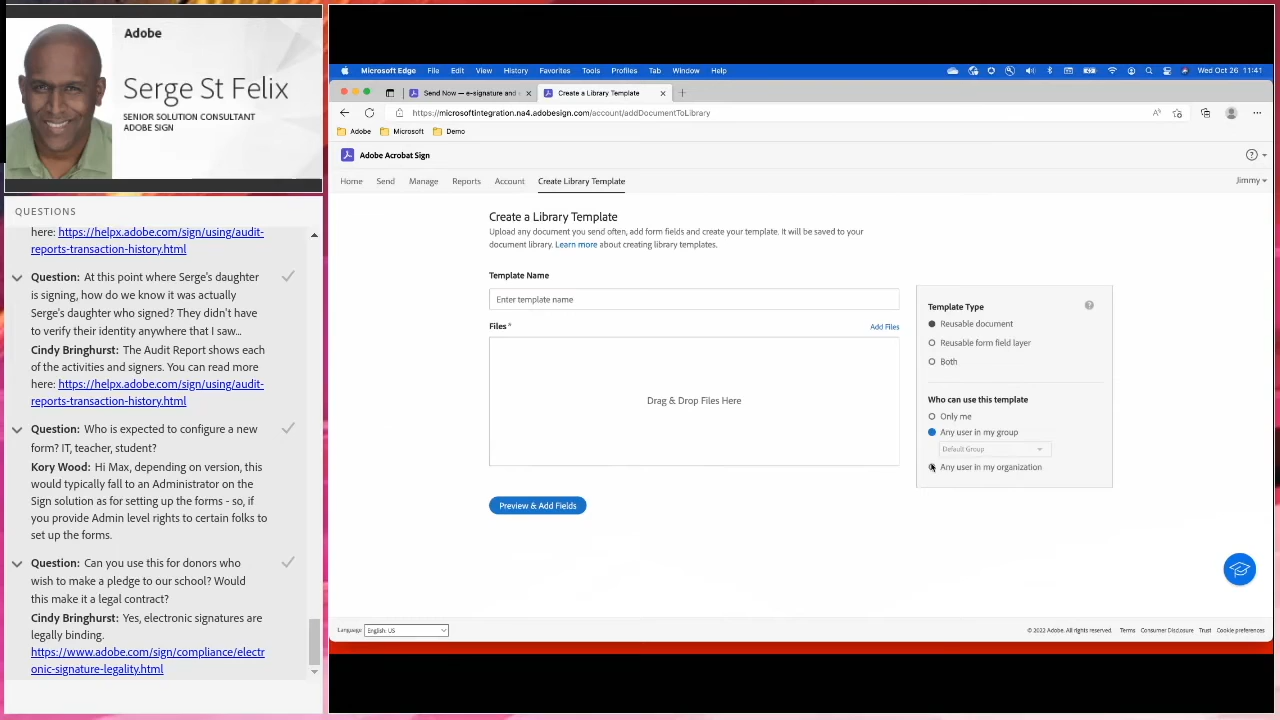 Adobe
Serge St Felix
SENIOR SOLUTION CONSULTANT
ADOBE SIGN
QUESTIONS
here: https://helpx.adobe.com/sign/using/audit-
reports-transaction-history.html
Question: At this point where Serge's daughter
is signing, how do we know it was actually
Serge's daughter who signed? They didn't have
to verify their identity anywhere that I saw...
Cindy Bringhurst: The Audit Report shows each
of the activities and signers. You can read more
here: https://helpx.adobe.com/sign/using/audit-
reports-transaction-history.html
Question: Who is expected to configure a new
form? IT, teacher, student?
Kory Wood: Hi Max, depending on version, this
would typically fall to an Administrator on the
Sign solution as for setting up the forms - so, if
you provide Admin level rights to certain folks to
set up the forms.
Question: Can you use this for donors who
wish to make a pledge to our school? Would
this make it a legal contract?
Cindy Bringhurst: Yes, electronic signatures are
legally binding.
https://www.adobe.com/sign/compliance/electr
onic-signature-legality.html
Microsoft Edge File Edit View History Favorites Tools Profiles Tab Window Help Wed Oct 26 11:41
Send Now — e-signature and Create a Library Template
https://microsoftintegration.na4.adobesign.com/account/addDocumentToLibrary
Adobe Microsoft Demo
Adobe Acrobat Sign
Home Send Manage Reports Account Create Library Template Jimmy
Create a Library Template
Upload any document you send often, add form fields and create your template. It will be saved to your
document library. Learn more about creating library templates.
Template Name
Enter template name
Files * Add Files
Drag & Drop Files Here
Preview & Add Fields
Template Type
Reusable document
Reusable form field layer
Both
Who can use this template
Only me
Any user in my group
Default Group
Any user in my organization
Language English: US
© 2022 Adobe. All rights reserved. Terms Consumer Disclosure Trust Cookie preferences